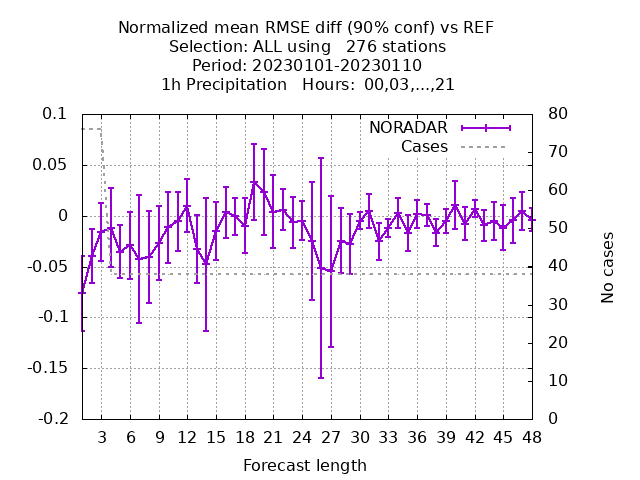 Normalized mean RMSE diff (90% conf) vs REF
Selection: ALL using   276 stations
Period: 20230101-20230110
1h Precipitation   Hours:  00,03,...,21
NORADAR
Cases
0.1
0.05
0
-0.05
-0.1
-0.15
-0.2
80
70
60
50
40
30
20
10
0
No cases
3 6 9 12 15 18 21 24 27 30 33 36 39 42 45 48
Forecast length